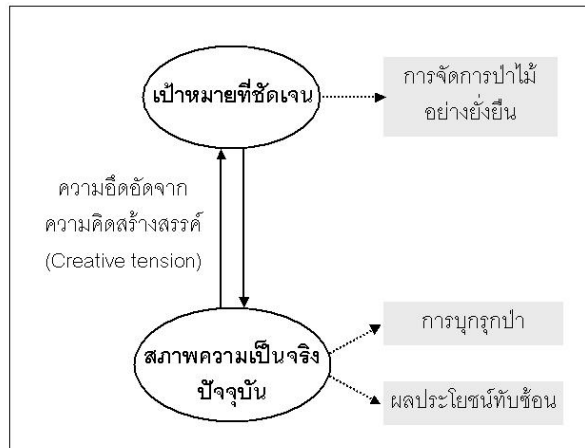 เป้าหมายที่ชัดเจน
การจัดการป่าไม้
อย่างยั่งยืน
ความอึดอัดจาก
ความคิดสร้างสรรค์
(Creative tension)
สภาพความเป็นจริง
ปัจจุบัน
การบุกรุกป่า
ผลประโยชน์ทับซ้อน